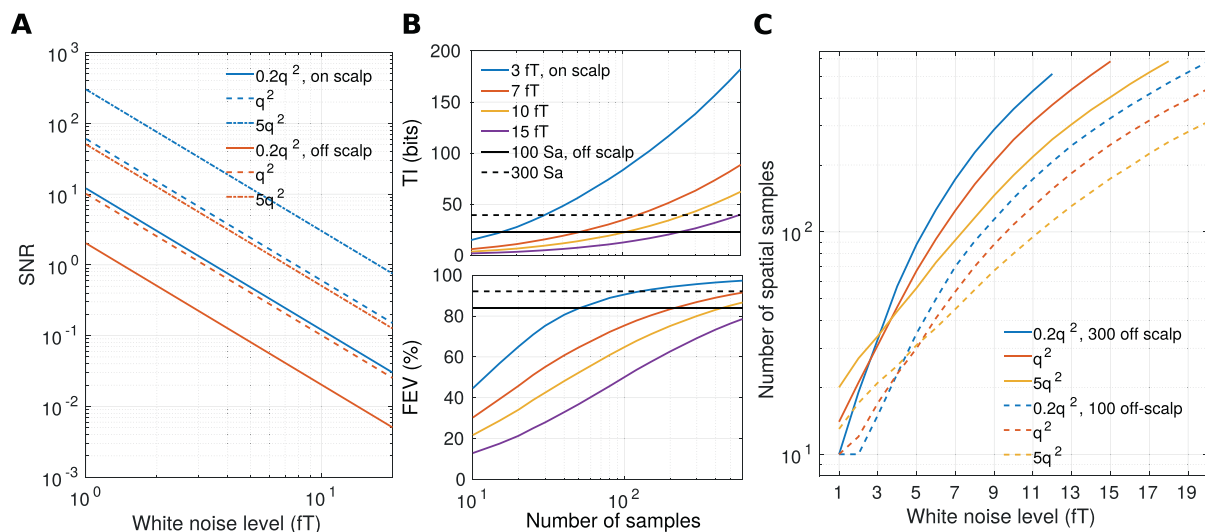 A
SNR
10^3
10^2
10^1
10^0
10^-1
10^-2
10^-3
10^0
10^1
White noise level (fT)
0.2q^2, on scalp
q^2
5q^2
0.2q^2, off scalp
q^2
5q^2
B
TI (bits)
200
150
100
50
0
3 fT, on scalp
7 fT
10 fT
15 fT
100 Sa, off scalp
300 Sa
FEV (%)
100
80
60
40
20
0
10^1
10^2
Number of samples
C
Number of spatial samples
10^2
10^1
0.2q^2, 300 off scalp
q^2
5q^2
0.2q^2, 100 off-scalp
q^2
5q^2
1 3 5 7 9 11 13 15 17 19
White noise level (fT)